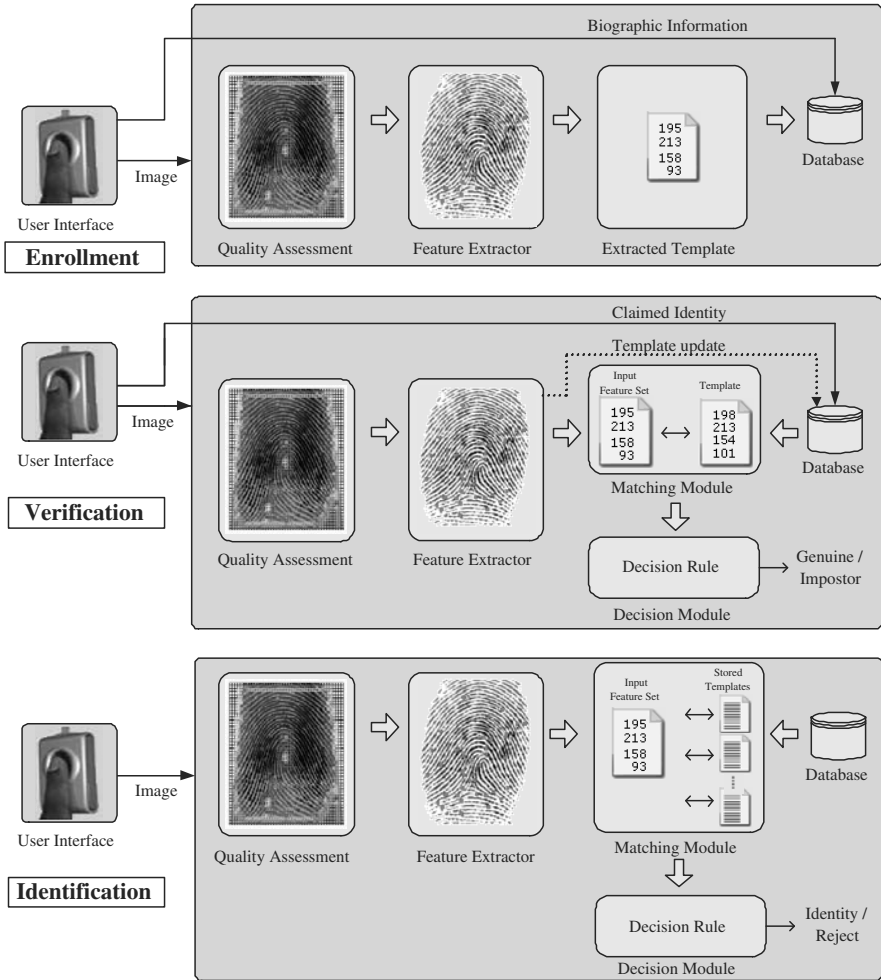 Biographic Information
195
213
158
93
Image
Database
User Interface
Quality Assessment
Feature Extractor
Extracted Template
Enrollment
Claimed Identity
Template update
Input
Feature Set
Template
195
213
158
93
198
213
154
101
Image
User Interface
Database
Matching Module
Verification
Quality Assessment
Feature Extractor
Decision Rule
Genuine /
Impostor
Decision Module
Input
Feature Set
Stored
Templates
195
213
158
93
Image
Database
User Interface
Quality Assessment
Feature Extractor
Matching Module
Identification
Decision Rule
Identity /
Reject
Decision Module